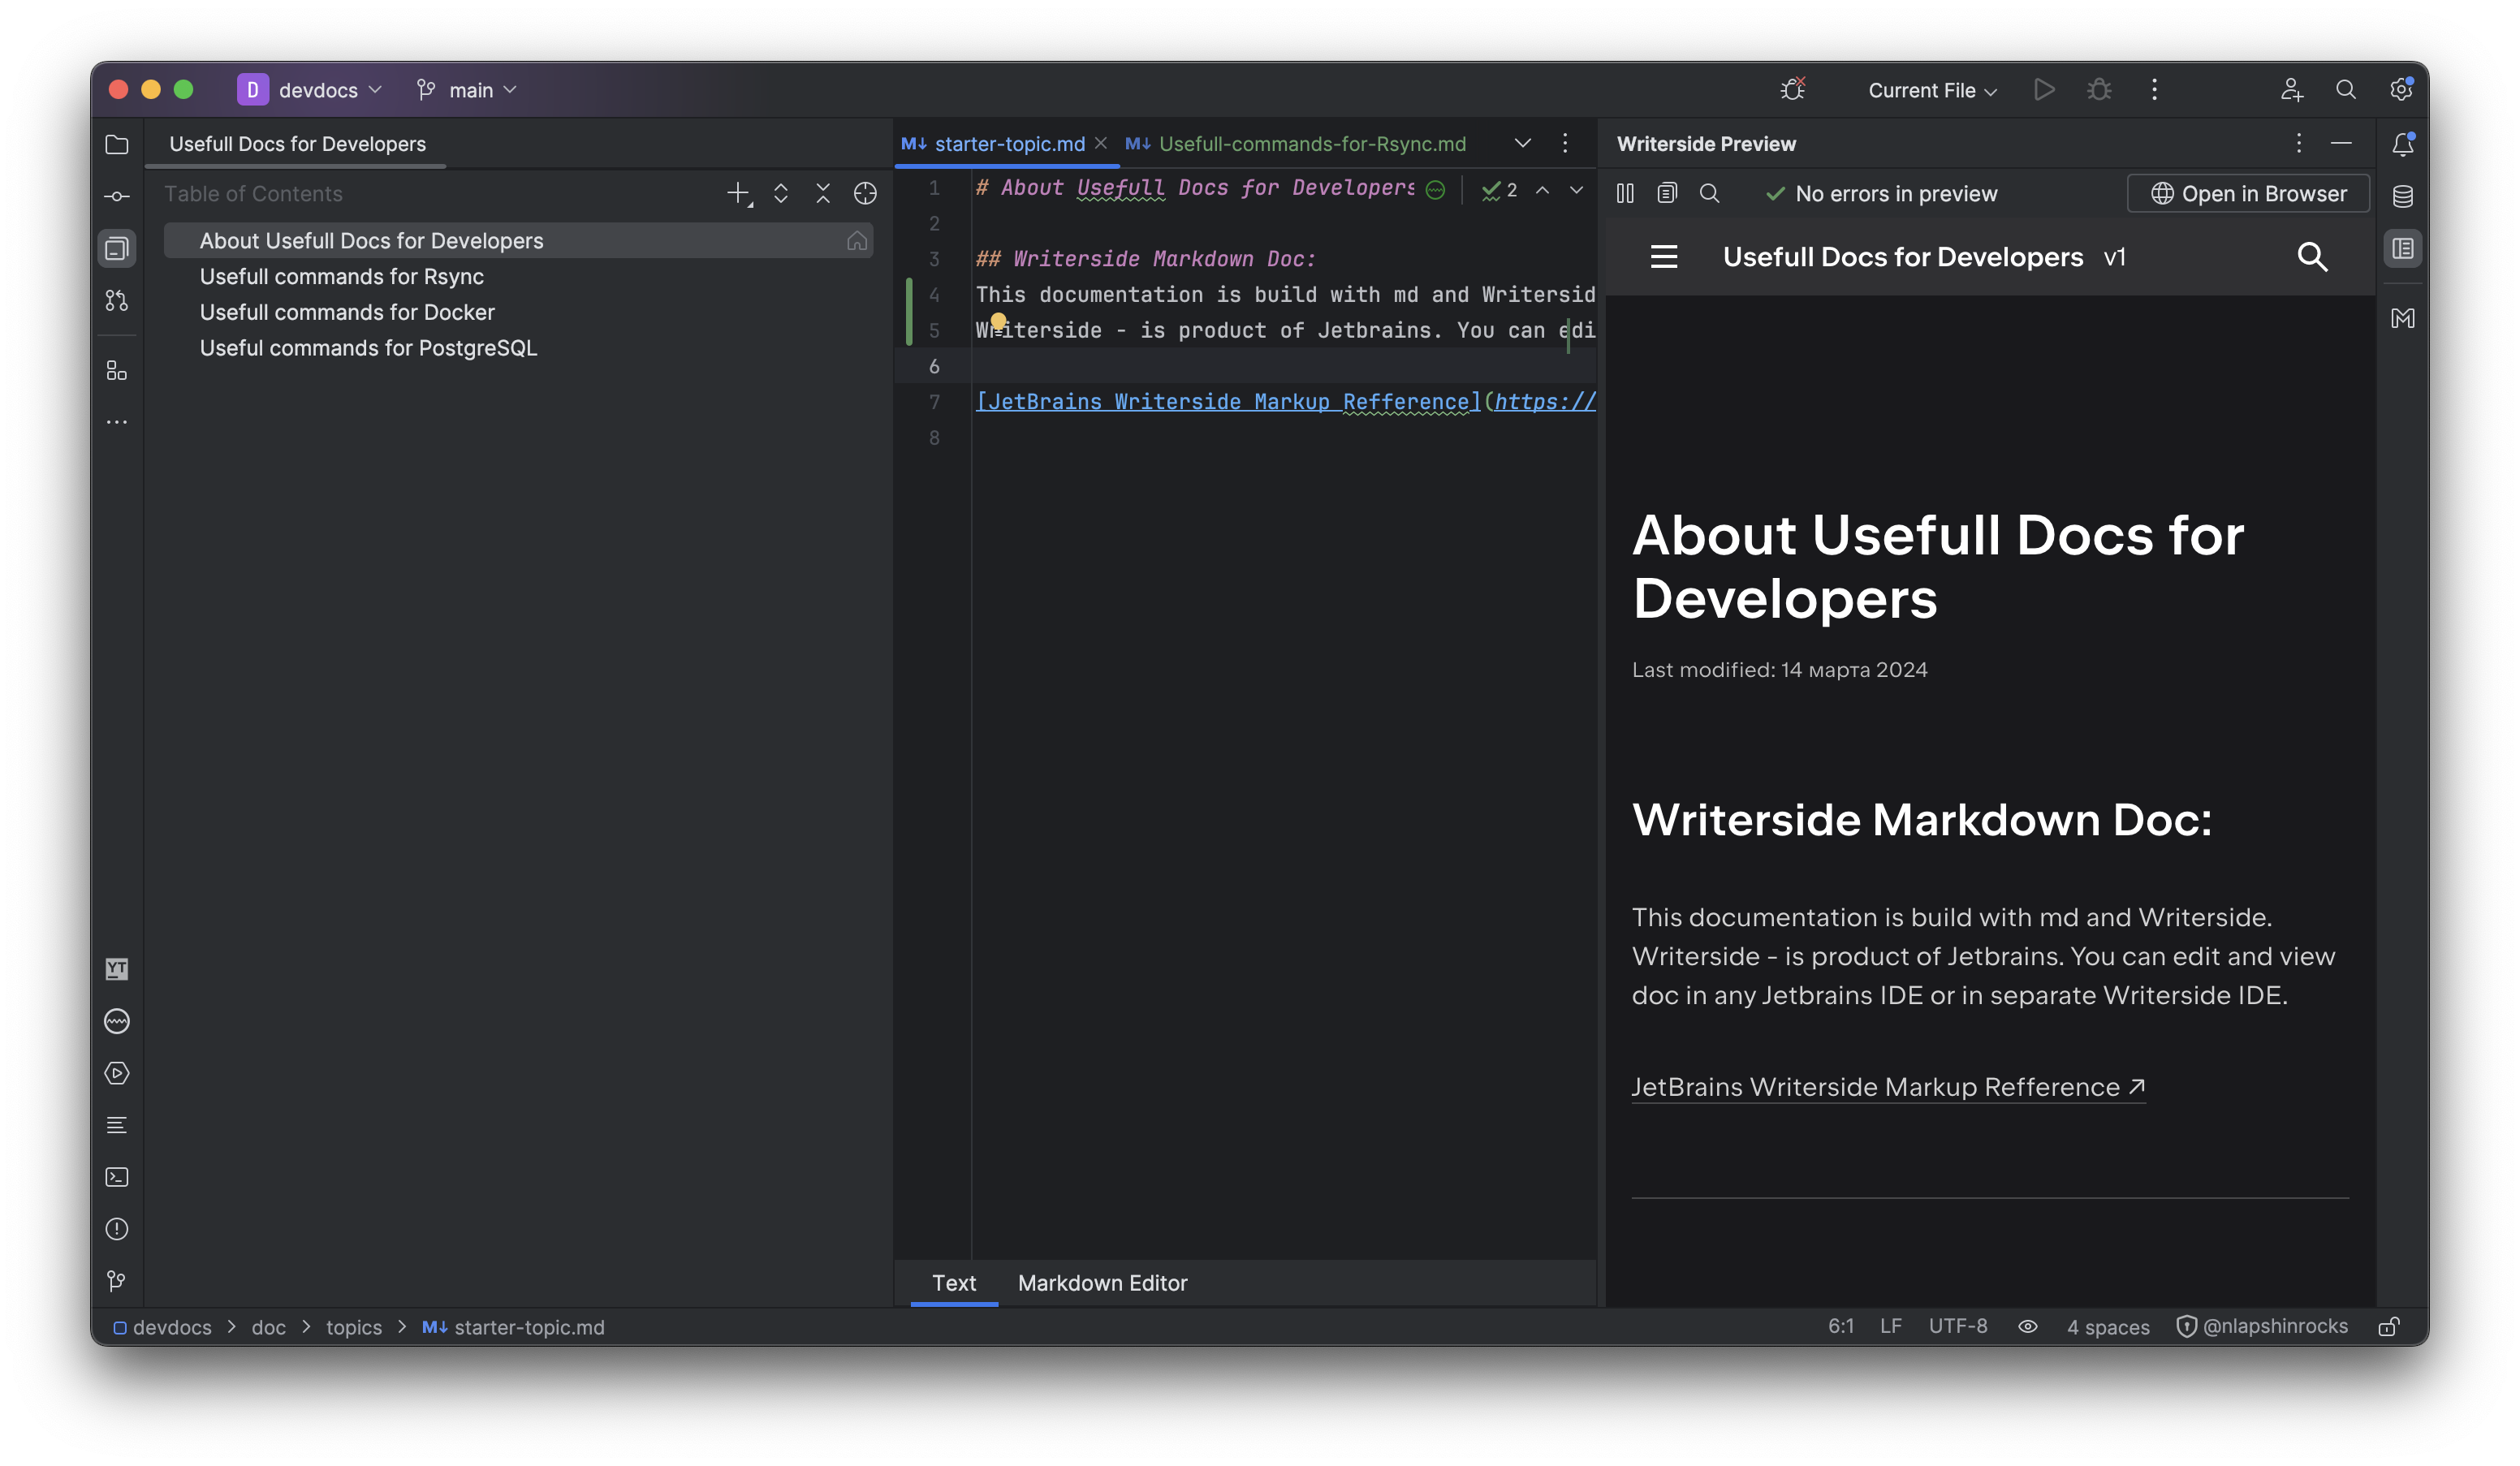 D devdocs main Current File
Usefull Docs for Developers
Table of Contents
About Usefull Docs for Developers
Usefull commands for Rsync
Usefull commands for Docker
Useful commands for PostgreSQL
M↓ starter-topic.md M↓ Usefull-commands-for-Rsync.md
1 # About Usefull Docs for Developers 2
2
3 ## Writerside Markdown Doc:
4 This documentation is build with md and Writersid
5 Writerside - is product of Jetbrains. You can edi
6
7 [JetBrains Writerside Markup Refference](https://
8
Text Markdown Editor
Writerside Preview
No errors in preview Open in Browser
Usefull Docs for Developers v1
About Usefull Docs for
Developers
Last modified: 14 марта 2024
Writerside Markdown Doc:
This documentation is build with md and Writerside.
Writerside - is product of Jetbrains. You can edit and view
doc in any Jetbrains IDE or in separate Writerside IDE.
JetBrains Writerside Markup Refference ↗
YT
devdocs > doc > topics > M↓ starter-topic.md
6:1 LF UTF-8 4 spaces @nlapshinrocks